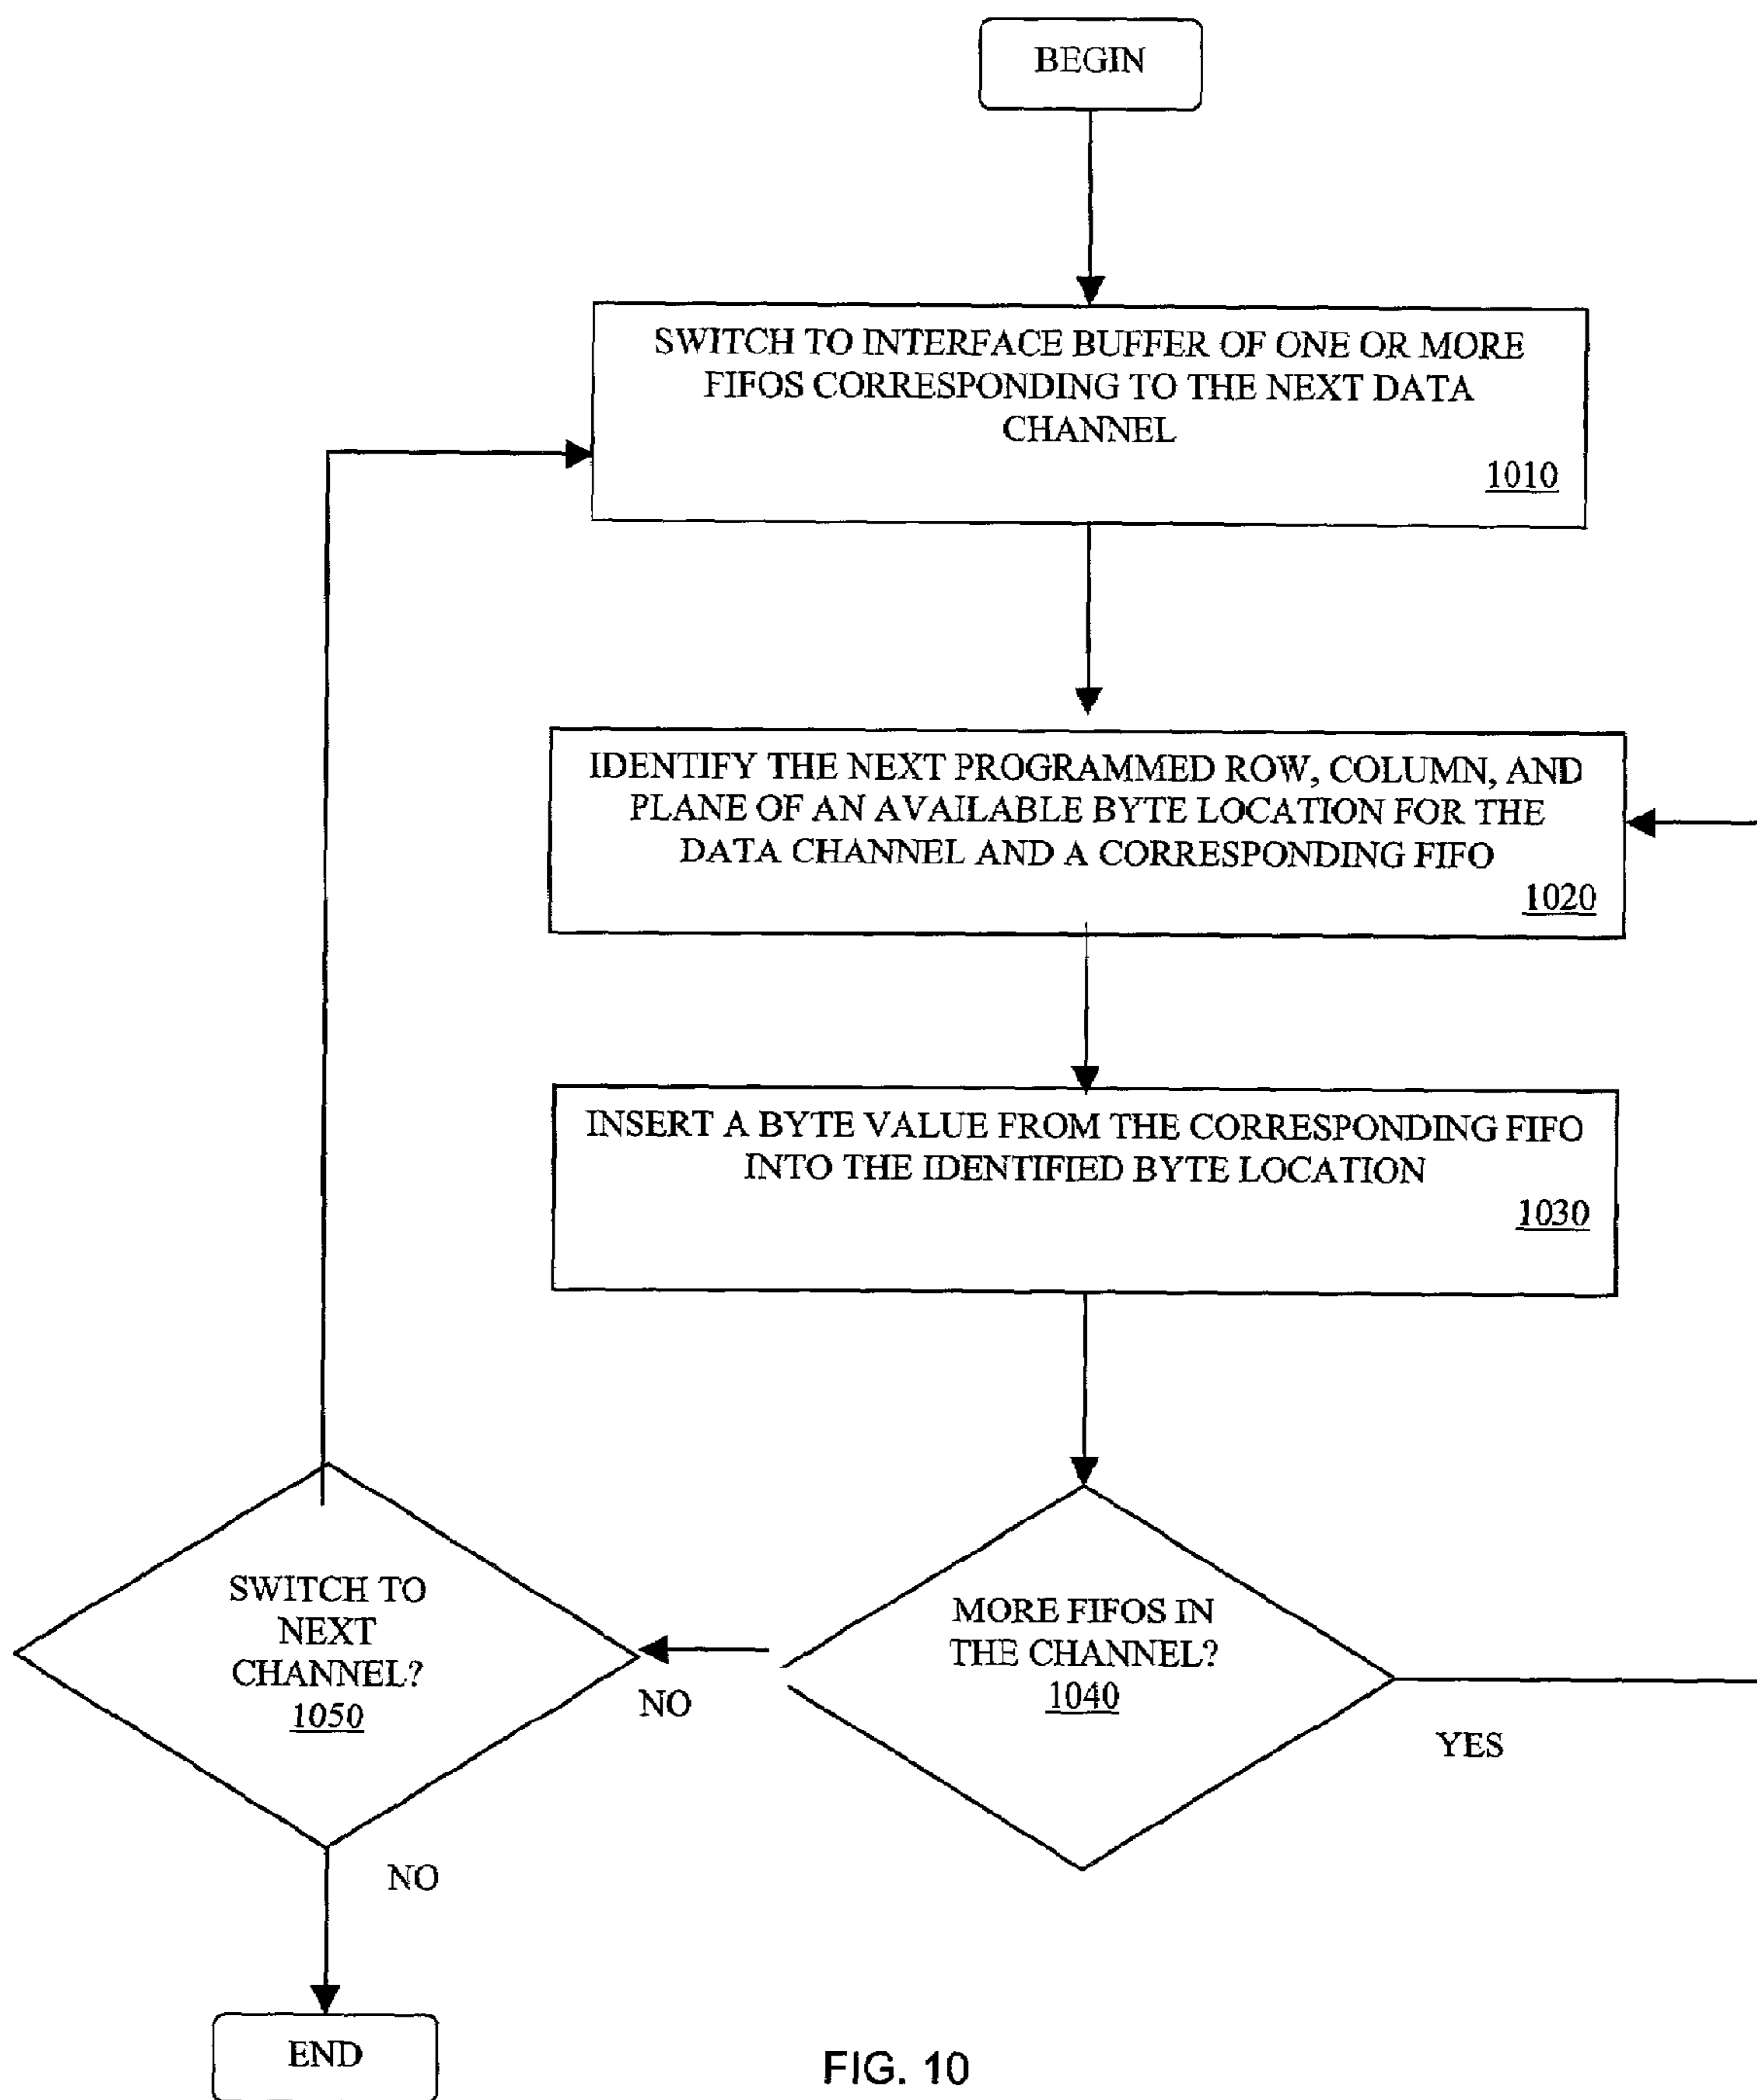 BEGIN
SWITCH TO INTERFACE BUFFER OF ONE OR MORE
FIFOS CORRESPONDING TO THE NEXT DATA
CHANNEL
1010
IDENTIFY THE NEXT PROGRAMMED ROW, COLUMN, AND
PLANE OF AN AVAILABLE BYTE LOCATION FOR THE
DATA CHANNEL AND A CORRESPONDING FIFO
1020
INSERT A BYTE VALUE FROM THE CORRESPONDING FIFO
INTO THE IDENTIFIED BYTE LOCATION
1030
MORE FIFOS IN
THE CHANNEL?
1040
YES
NO
SWITCH TO
NEXT
CHANNEL?
1050
NO
END
FIG. 10